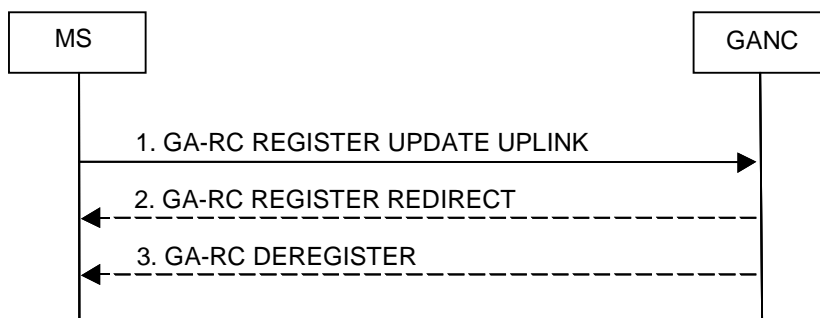 MS
GANC
1. GA-RC REGISTER UPDATE UPLINK
2. GA-RC REGISTER REDIRECT
3. GA-RC DEREGISTER